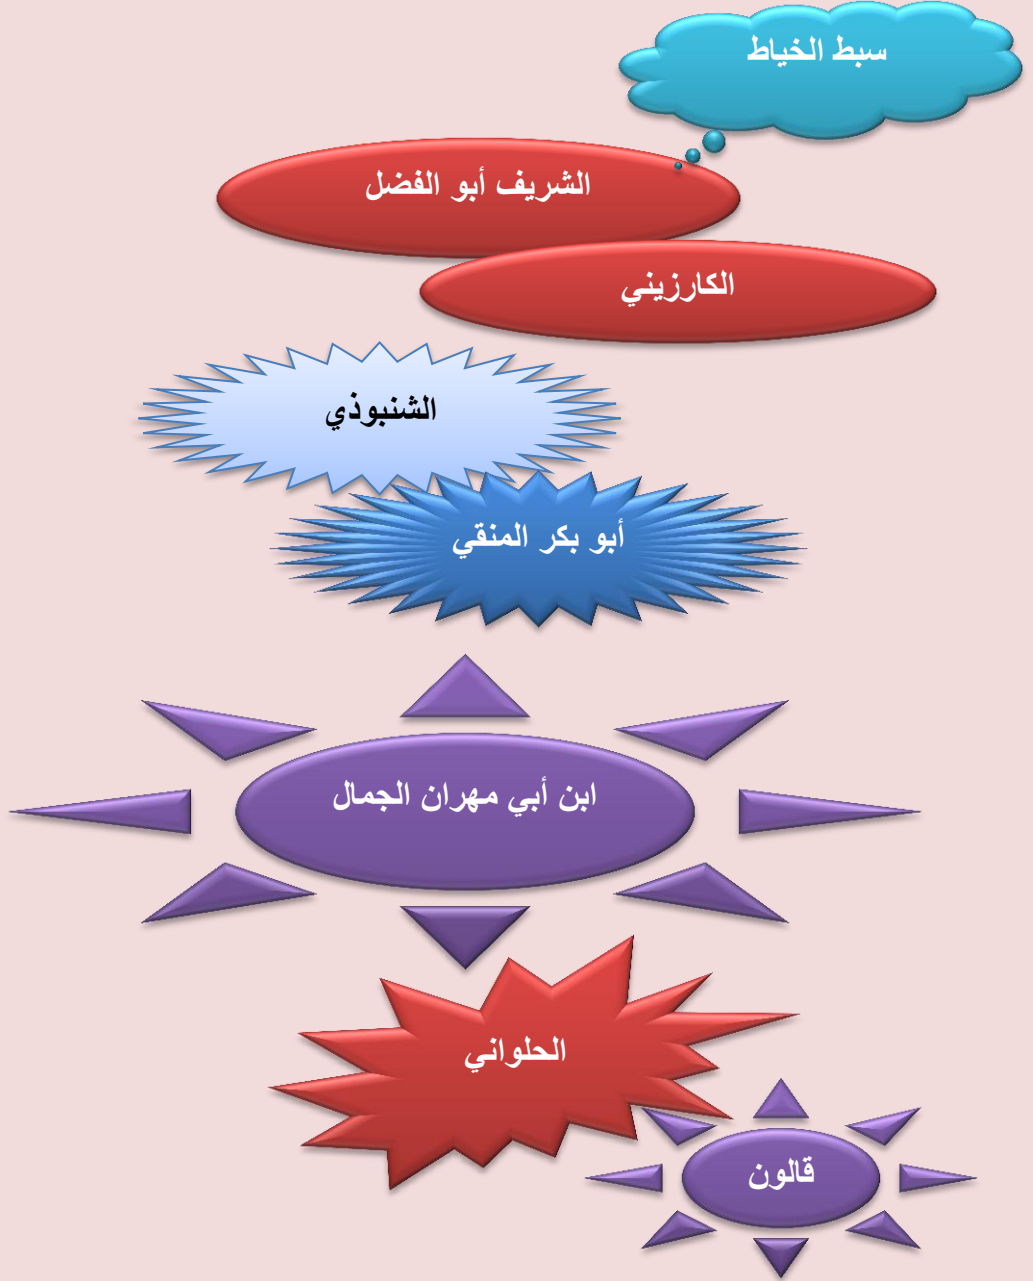 سبط الخياط
الشريف أبو الفضل
الكارزيني
الشنبوذي
أبو بكر المنقي
ابن أبي مهران الجمال
الحلواني
قالون